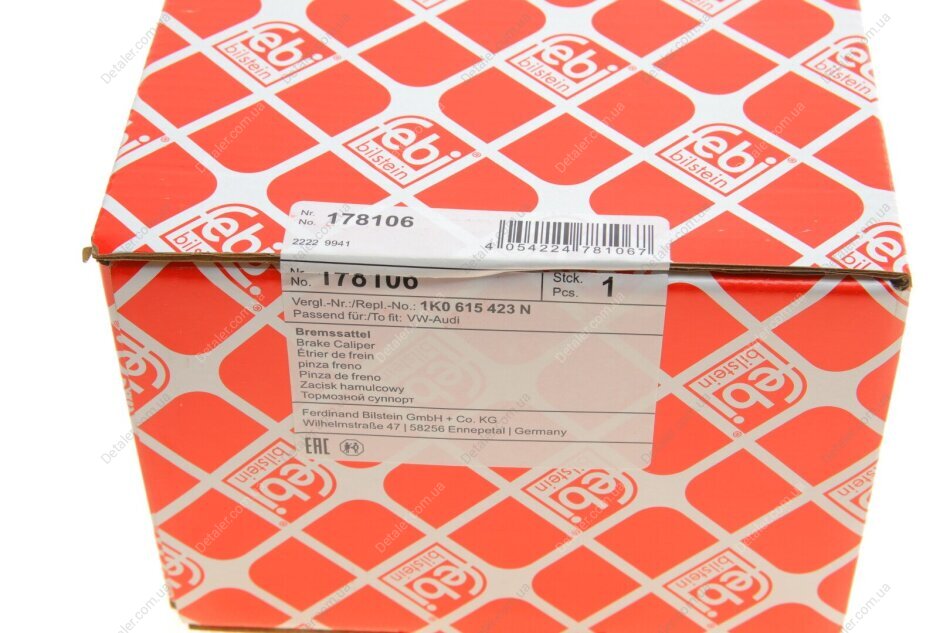 febi
bilstein
Nr.
No. 178106
2222 9941
4 054224 781067
Nr.
No. 178106
Stck.
Pcs. 1
Vergl.-Nr./Repl.-No.: 1K0 615 423 N
Passend für:/To fit: VW-Audi
Bremssattel
Brake Caliper
Étrier de frein
pinza freno
Pinza de freno
Zacisk hamulcowy
Тормозной суппорт
Ferdinand Bilstein GmbH + Co. KG
Wilhelmstraße 47 | 58256 Ennepetal | Germany
EAC
Detaler.com.ua